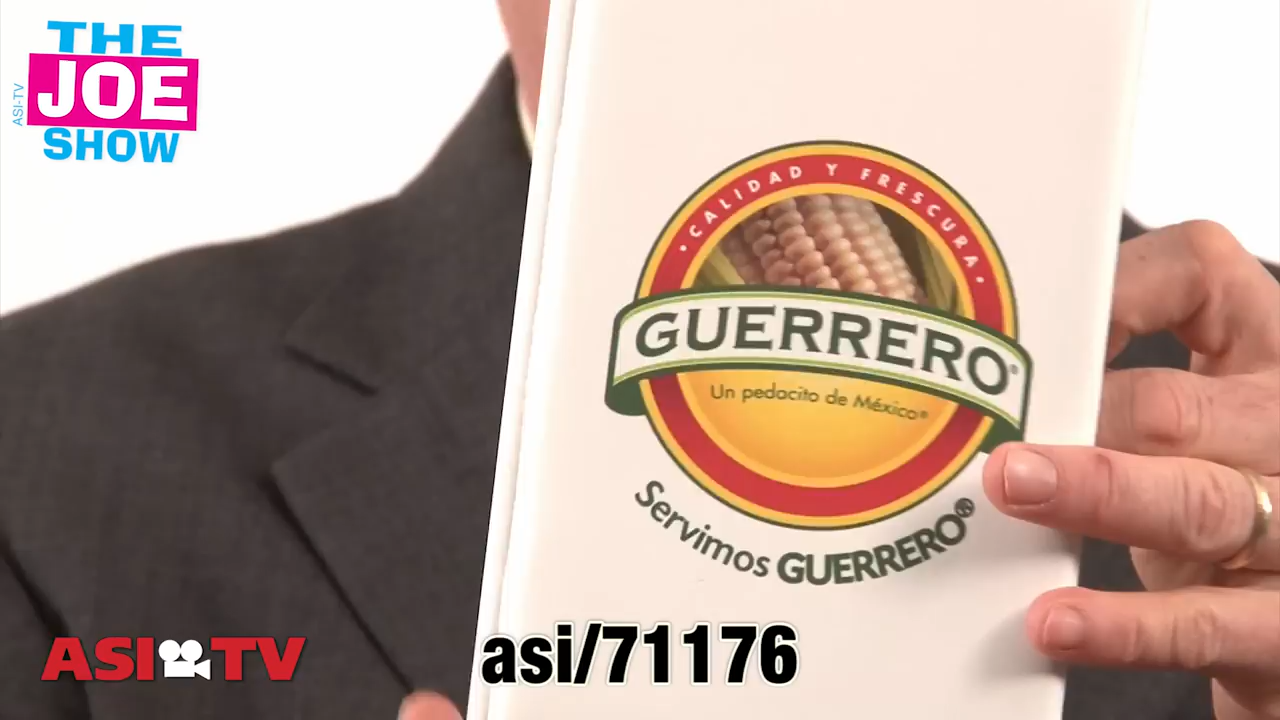 THE
JOE
SHOW
ASI-TV
• CALIDAD Y FRESCURA •
GUERRERO®
Un pedacito de México®
Servimos GUERRERO®
ASI TV
asi/71176